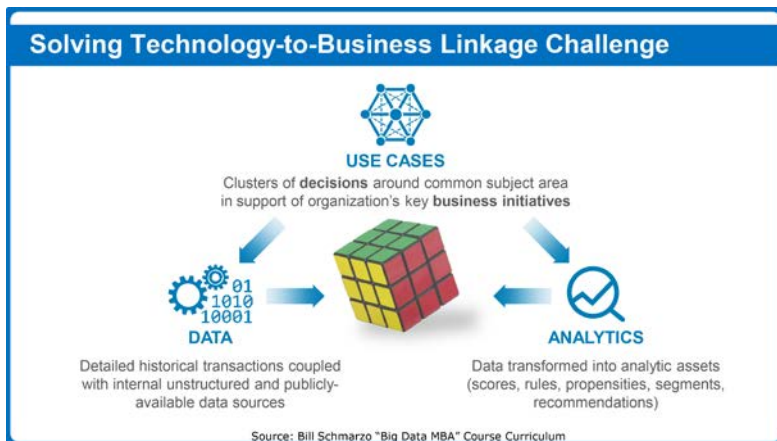 Solving Technology-to-Business Linkage Challenge
USE CASES
Clusters of decisions around common subject area
in support of organization's key business initiatives
01
1010
10001
DATA
Detailed historical transactions coupled
with internal unstructured and publicly-
available data sources
ANALYTICS
Data transformed into analytic assets
(scores, rules, propensities, segments,
recommendations)
Source: Bill Schmarzo "Big Data MBA" Course Curriculum